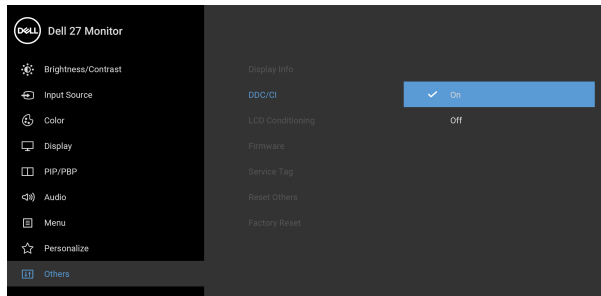 DELL Dell 27 Monitor
Brightness/Contrast
Display Info
Input Source
DDC/CI
On
Color
LCD Conditioning
Off
Display
Firmware
PIP/PBP
Service Tag
Audio
Reset Others
Menu
Factory Reset
Personalize
Others